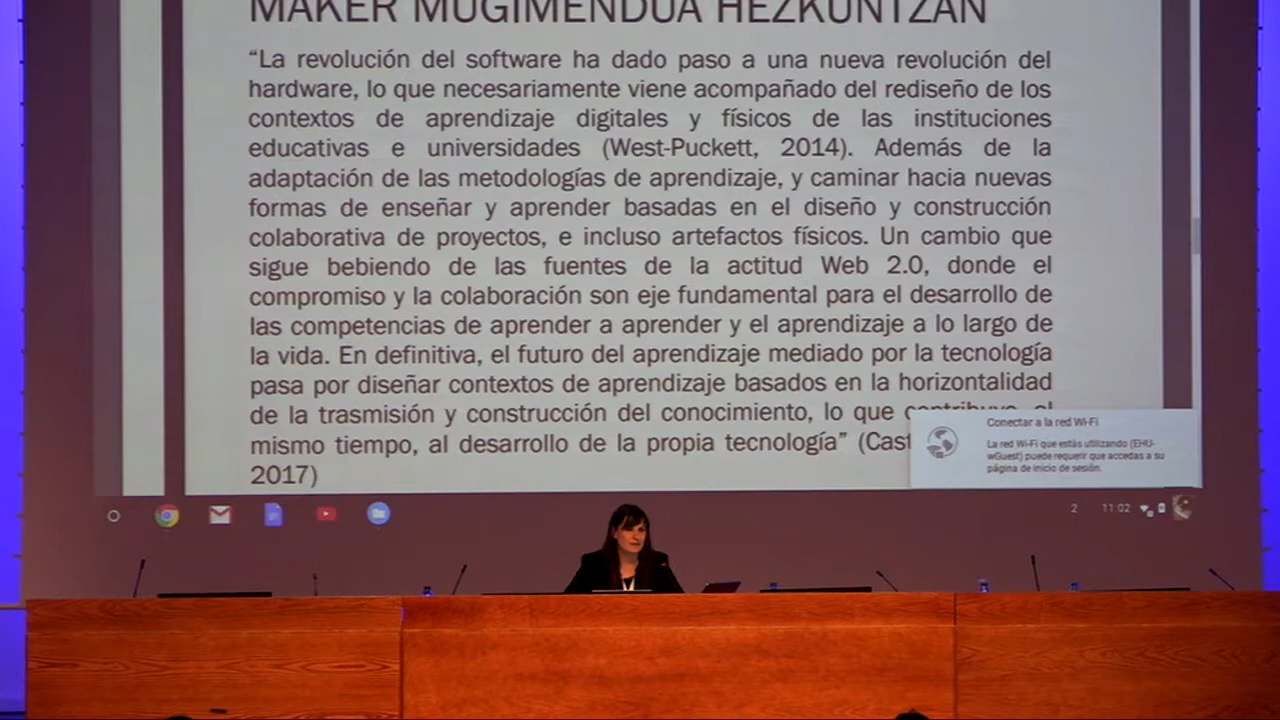 MAKER MUGIMENDUA HEZKUNTZAN
“La revolución del software ha dado paso a una nueva revolución del
hardware, lo que necesariamente viene acompañado del rediseño de los
contextos de aprendizaje digitales y físicos de las instituciones
educativas e universidades (West-Puckett, 2014). Además de la
adaptación de las metodologías de aprendizaje, y caminar hacia nuevas
formas de enseñar y aprender basadas en el diseño y construcción
colaborativa de proyectos, e incluso artefactos físicos. Un cambio que
sigue bebiendo de las fuentes de la actitud Web 2.0, donde el
compromiso y la colaboración son eje fundamental para el desarrollo de
las competencias de aprender a aprender y el aprendizaje a lo largo de
la vida. En definitiva, el futuro del aprendizaje mediado por la tecnología
pasa por diseñar contextos de aprendizaje basados en la horizontalidad
de la trasmisión y construcción del conocimiento, lo que contribuye, al
mismo tiempo, al desarrollo de la propia tecnología” (Cast
2017)
Conectar a la red Wi-Fi
La red Wi-Fi que estás utilizando (EHU-
wGuest) puede requerir que accedas a su
página de inicio de sesión.
2 11:02